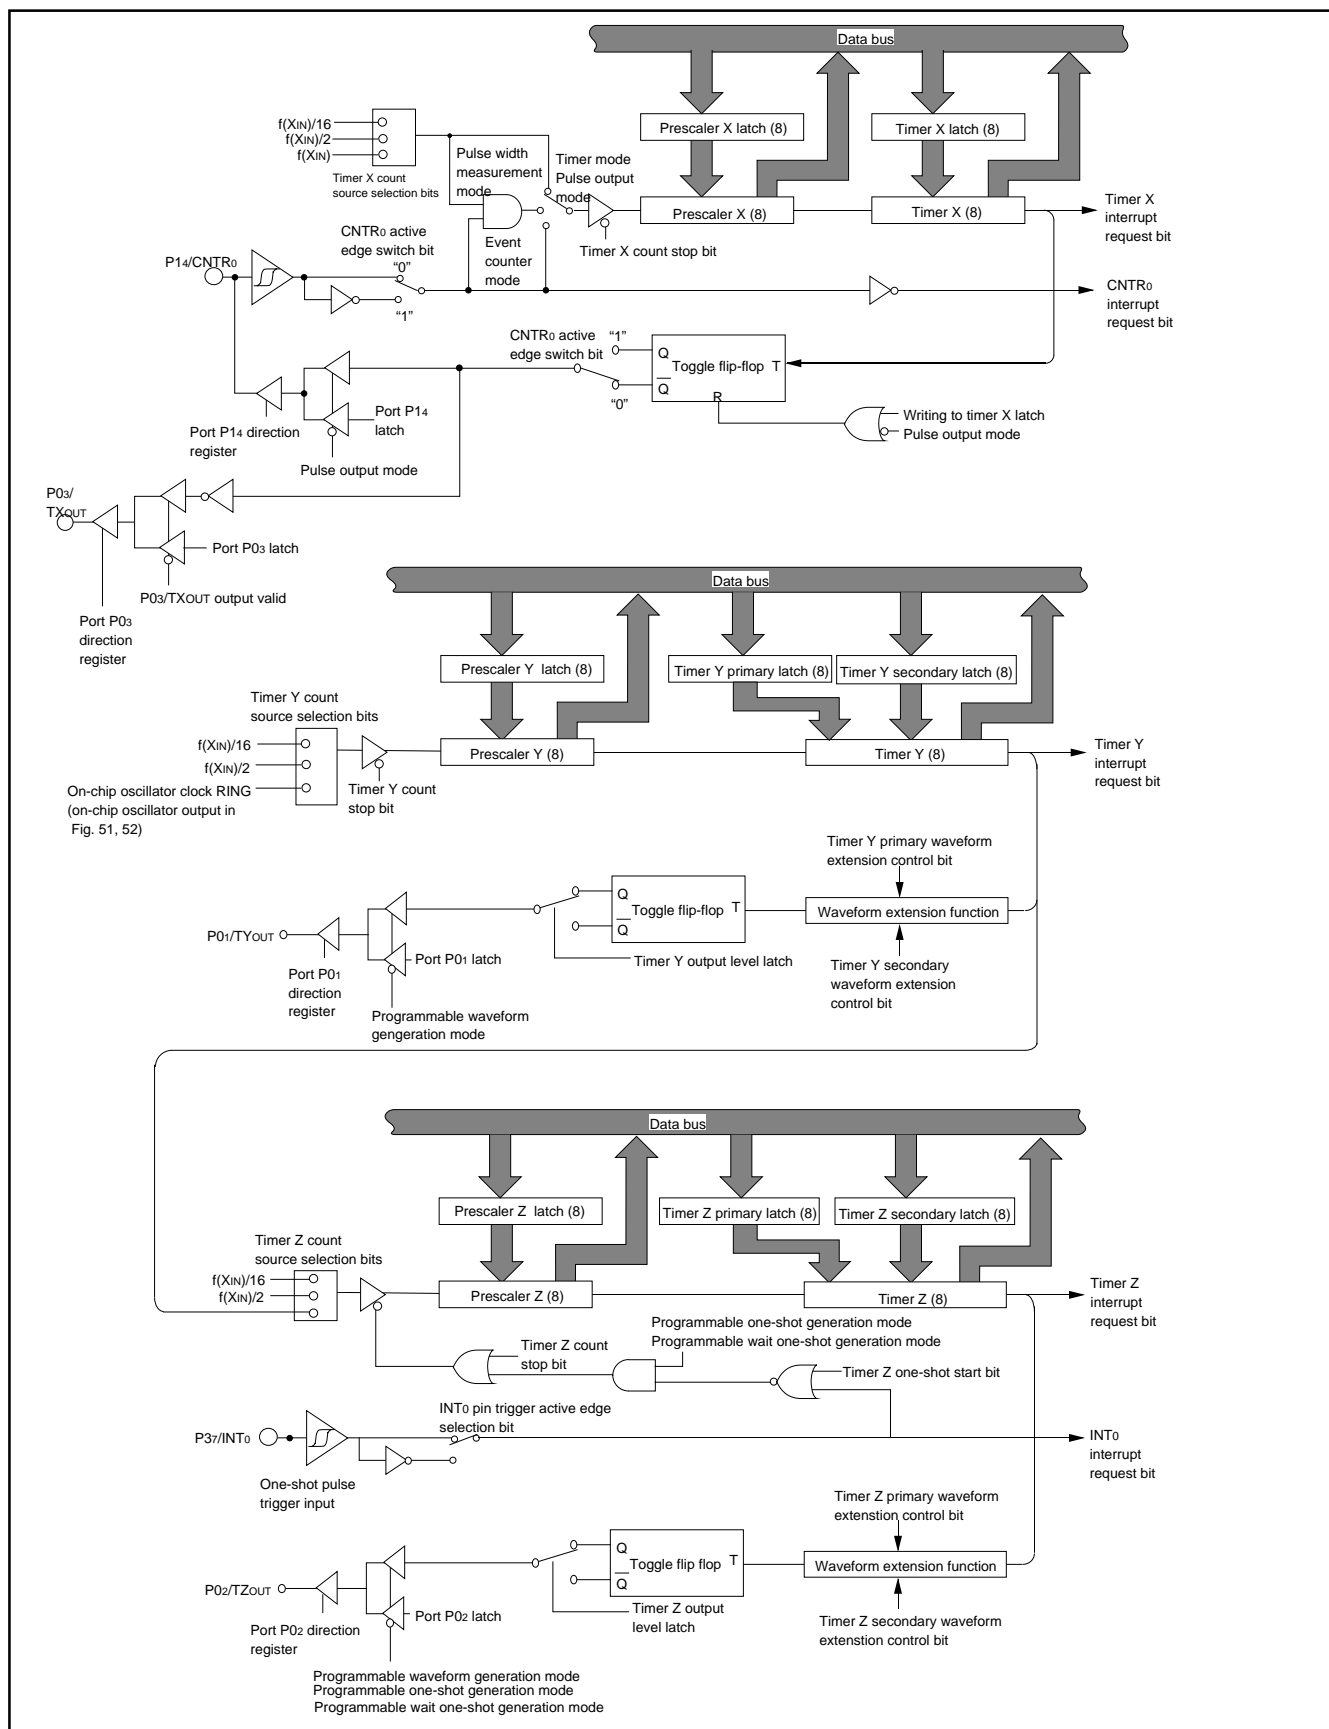 Data bus
Prescaler X latch (8)
Timer X latch (8)
f(XIN)/16
f(XIN)/2
f(XIN)
Timer X count
source selection bits
Pulse width
measurement
mode
Timer mode
Pulse output
mode
Prescaler X (8)
Timer X (8)
Timer X
interrupt
request bit
Timer X count stop bit
Event
counter
mode
CNTR0 active
edge switch bit
P14/CNTR0
“0”
“1”
CNTR0
interrupt
request bit
CNTR0 active
edge switch bit
“1”
“0”
Q
Q
Toggle flip-flop
T
R
Writing to timer X latch
Pulse output mode
Port P14
latch
Port P14 direction
register
Pulse output mode
P03/
TXOUT
Port P03 latch
P03/TXOUT output valid
Port P03
direction
register
Data bus
Prescaler Y latch (8)
Timer Y primary latch (8)
Timer Y secondary latch (8)
Timer Y count
source selection bits
f(XIN)/16
f(XIN)/2
On-chip oscillator clock RING
(on-chip oscillator output in
Fig. 51, 52)
Timer Y count
stop bit
Prescaler Y (8)
Timer Y (8)
Timer Y
interrupt
request bit
Timer Y primary waveform
extension control bit
Waveform extension function
Timer Y secondary
waveform extension
control bit
Q
Q
Toggle flip-flop
T
Timer Y output level latch
P01/TYOUT
Port P01 latch
Port P01
direction
register
Programmable waveform
gengeration mode
Data bus
Prescaler Z latch (8)
Timer Z primary latch (8)
Timer Z secondary latch (8)
Timer Z count
source selection bits
f(XIN)/16
f(XIN)/2
Prescaler Z (8)
Timer Z (8)
Timer Z
interrupt
request bit
Programmable one-shot generation mode
Programmable wait one-shot generation mode
Timer Z count
stop bit
Timer Z one-shot start bit
INT0 pin trigger active edge
selection bit
P37/INT0
One-shot pulse
trigger input
INT0
interrupt
request bit
Timer Z primary waveform
extenstion control bit
Waveform extension function
Timer Z secondary waveform
extenstion control bit
Q
Q
Toggle flip flop
T
Timer Z output
level latch
P02/TZOUT
Port P02 latch
Port P02 direction
register
Programmable waveform generation mode
Programmable one-shot generation mode
Programmable wait one-shot generation mode